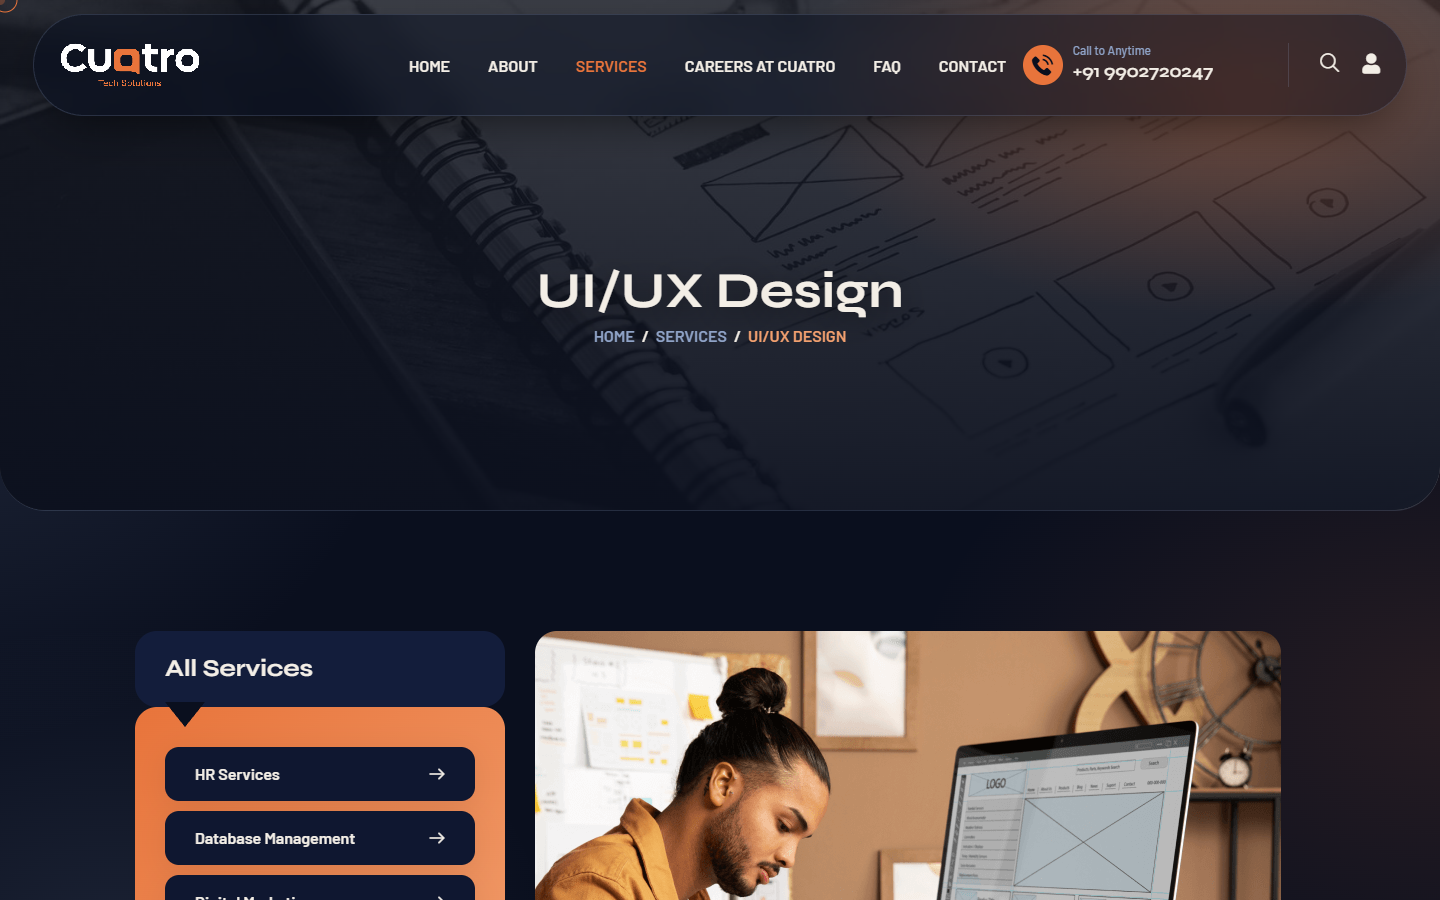 Cuatro
Tech Solutions
HOME
ABOUT
SERVICES
CAREERS AT CUATRO
FAQ
CONTACT
Call to Anytime
+91 9902720247
UI/UX Design
HOME / SERVICES / UI/UX DESIGN
All Services
HR Services
Database Management
LOGO